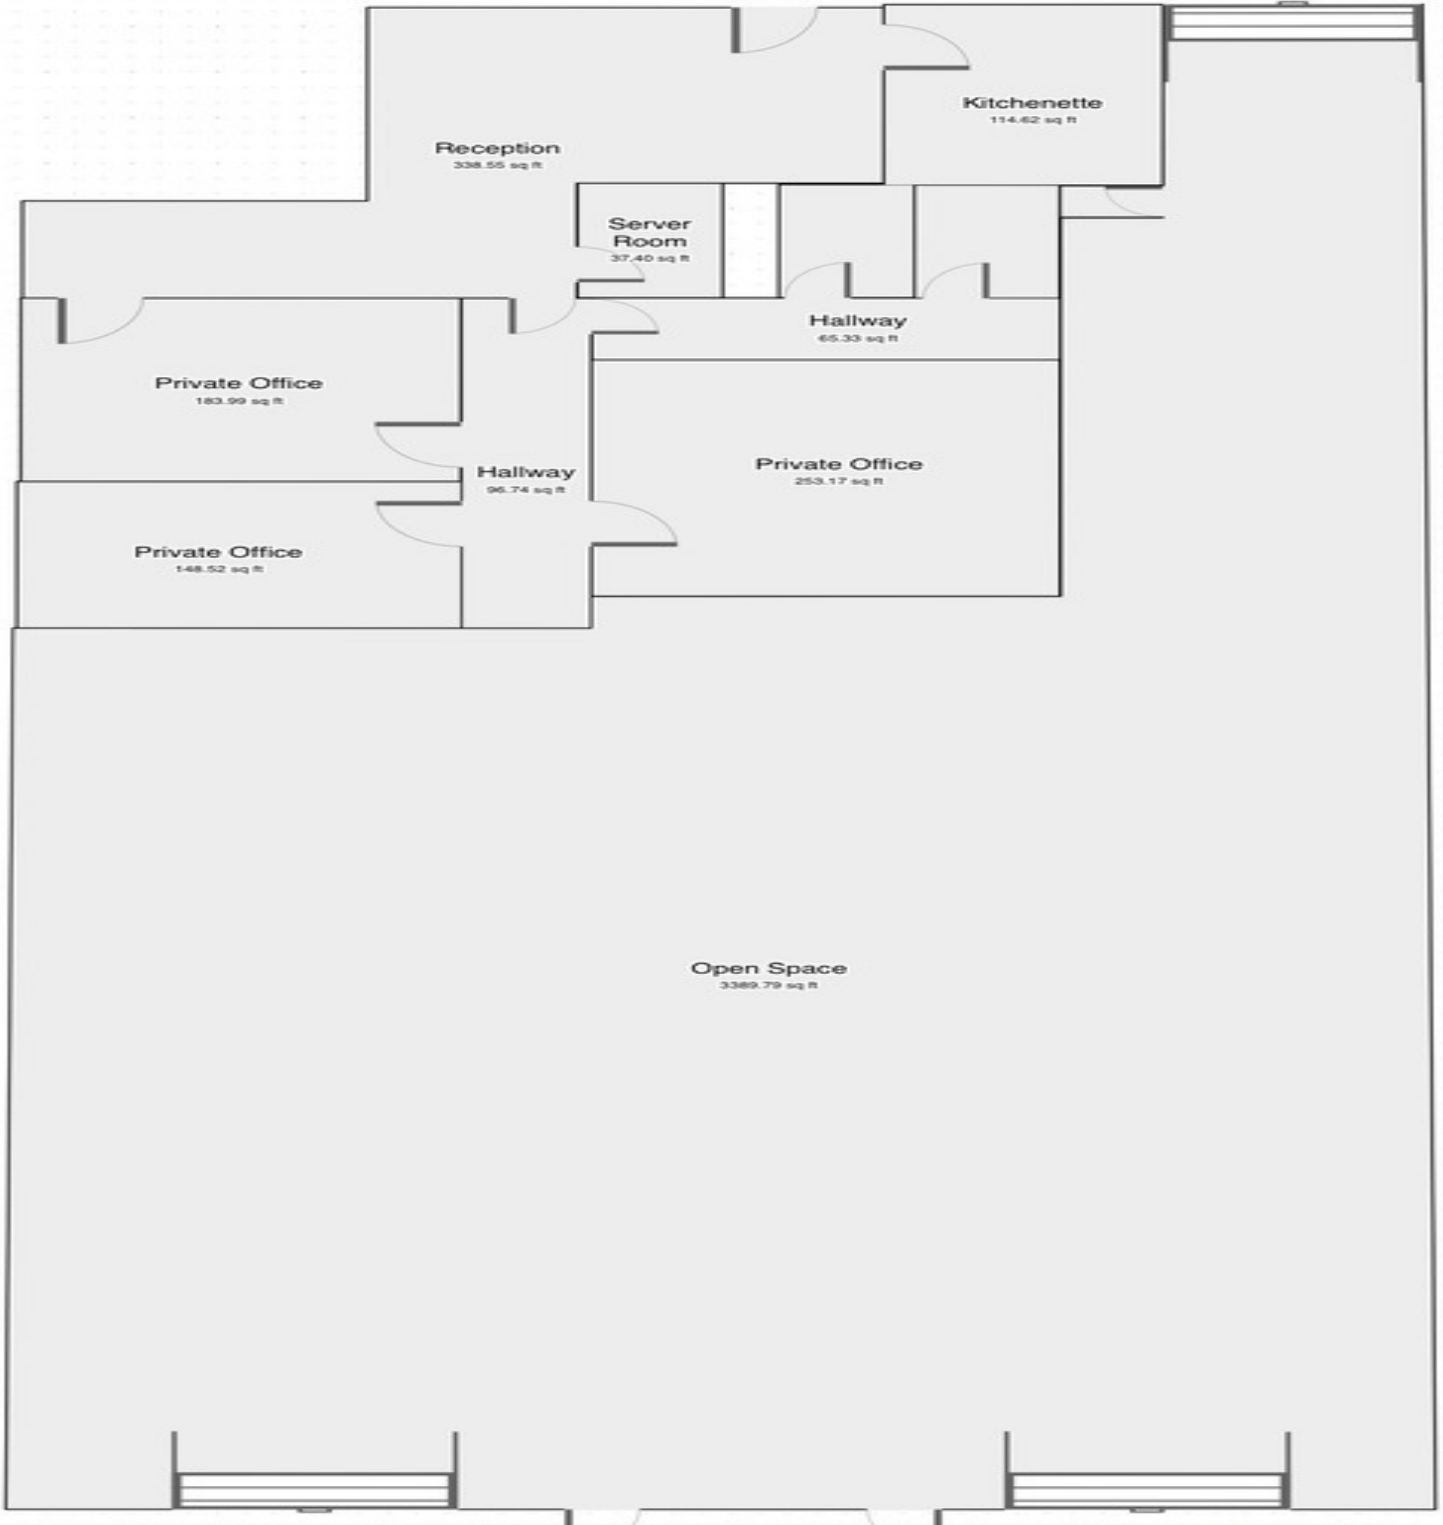 Kitchenette
114.62 sq ft
Reception
338.55 sq ft
Server
Room
37.40 sq ft
Hallway
65.33 sq ft
Private Office
183.99 sq ft
Private Office
253.17 sq ft
Hallway
96.74 sq ft
Private Office
148.52 sq ft
Open Space
3389.79 sq ft